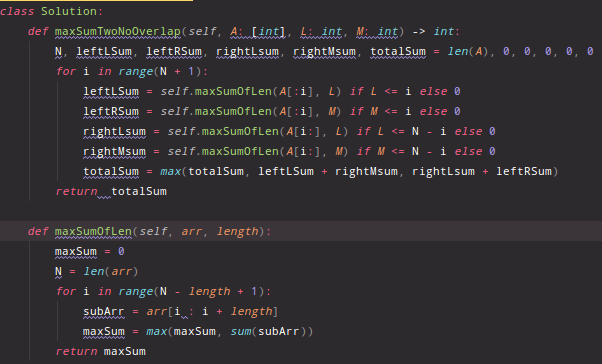 class Solution:
    def maxSumTwoNoOverlap(self, A: [int], L: int, M: int) -> int:
        N, leftLSum, leftRSum, rightLsum, rightMsum, totalSum = len(A), 0, 0, 0, 0, 0
        for i in range(N + 1):
            leftLSum = self.maxSumOfLen(A[:i], L) if L <= i else 0
            leftRSum = self.maxSumOfLen(A[:i], M) if M <= i else 0
            rightLsum = self.maxSumOfLen(A[i:], L) if L <= N - i else 0
            rightMsum = self.maxSumOfLen(A[i:], M) if M <= N - i else 0
            totalSum = max(totalSum, leftLSum + rightMsum, rightLsum + leftRSum)
        return  totalSum
    def maxSumOfLen(self, arr, length):
        maxSum = 0
        N = len(arr)
        for i in range(N - length + 1):
            subArr = arr[i : i + length]
            maxSum = max(maxSum, sum(subArr))
        return maxSum